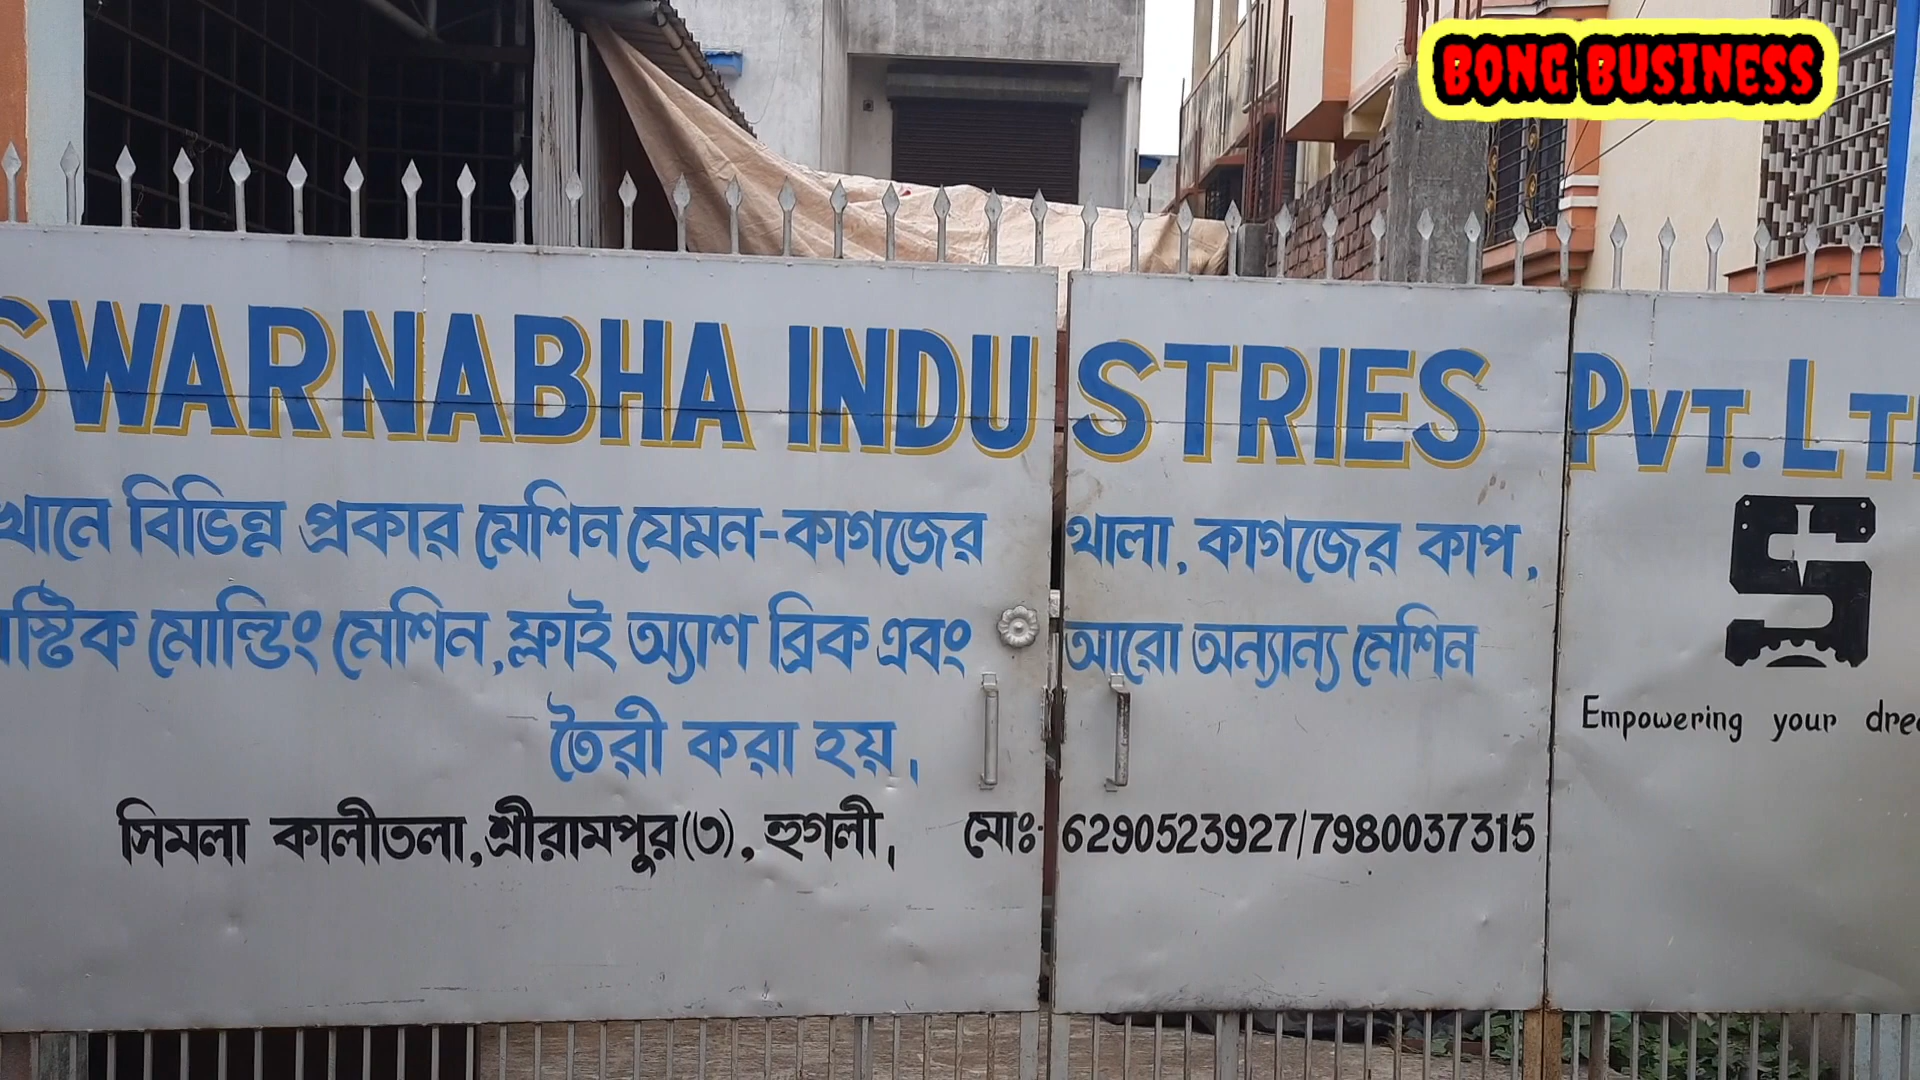 BONG BUSINESS
SWARNABHA INDUSTRIES PVT. LT
খানে বিভিন্ন প্রকার মেশিন যেমন-কাগজের থালা, কাগজের কাপ,
স্টিক মোল্ডিং মেশিন, ফ্লাই অ্যাশ ব্রিক এবং আরো অন্যান্য মেশিন
তৈরী করা হয়।
Empowering your drea
সিমলা কালীতলা, শ্রীরামপুর(৩), হুগলী। মোঃ- 6290523927/7980037315